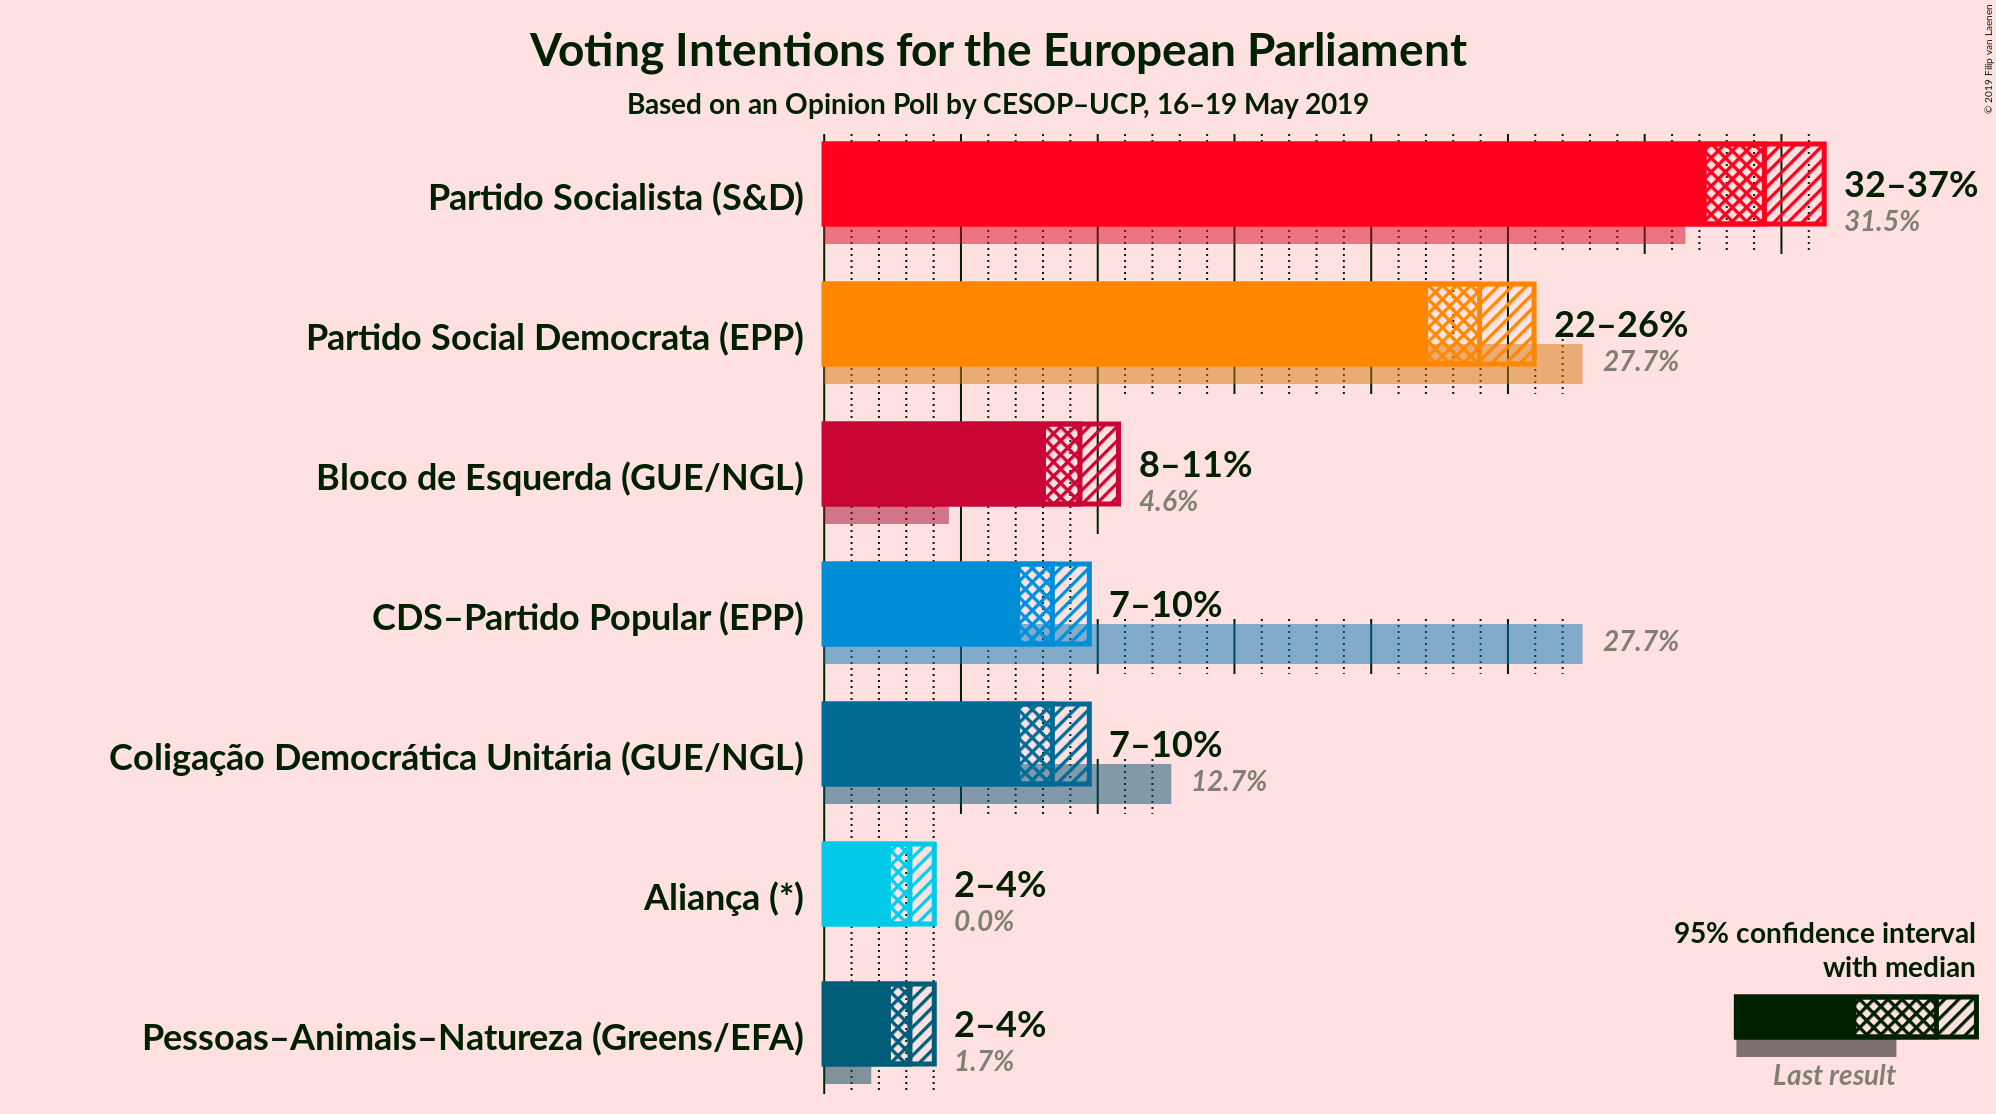 Voting Intentions for the European Parliament
Based on an Opinion Poll by CESOP–UCP, 16–19 May 2019
© 2019 Filip van Laenen
Partido Socialista (S&D)
32–37%
31.5%
Partido Social Democrata (EPP)
22–26%
27.7%
Bloco de Esquerda (GUE/NGL)
8–11%
4.6%
CDS–Partido Popular (EPP)
7–10%
27.7%
Coligação Democrática Unitária (GUE/NGL)
7–10%
12.7%
Aliança (*)
2–4%
0.0%
Pessoas–Animais–Natureza (Greens/EFA)
2–4%
1.7%
95% confidence interval
with median
Last result